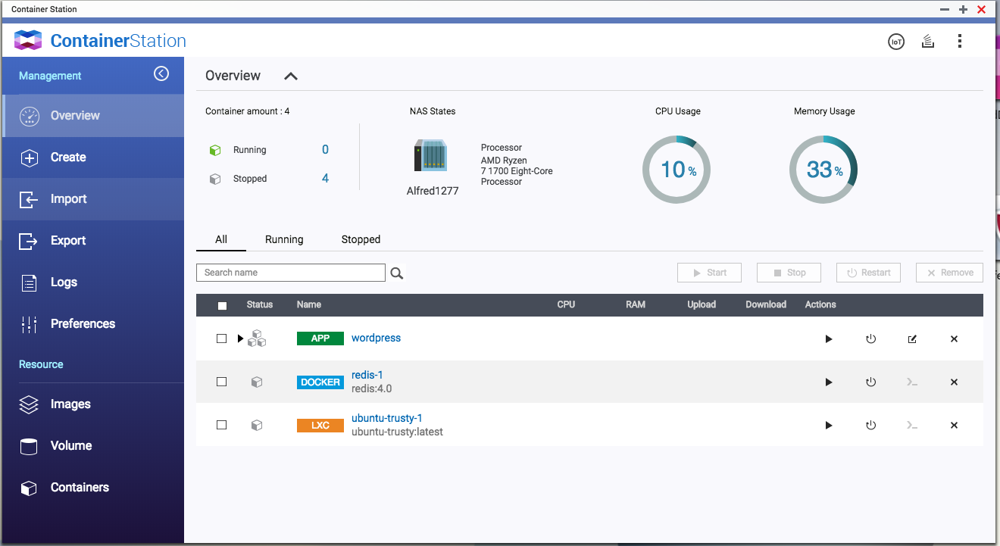 Container Station
ContainerStation
IoT
Management
Overview
Create
Import
Export
Logs
Preferences
Resource
Images
Volume
Containers
Overview
Container amount : 4
Running 0
Stopped 4
NAS States
Alfred1277
Processor
AMD Ryzen
7 1700 Eight-Core
Processor
CPU Usage
10 %
Memory Usage
33 %
All Running Stopped
Search name
Start Stop Restart Remove
Status Name CPU RAM Upload Download Actions
APP wordpress
DOCKER redis-1
redis:4.0
LXC ubuntu-trusty-1
ubuntu-trusty:latest